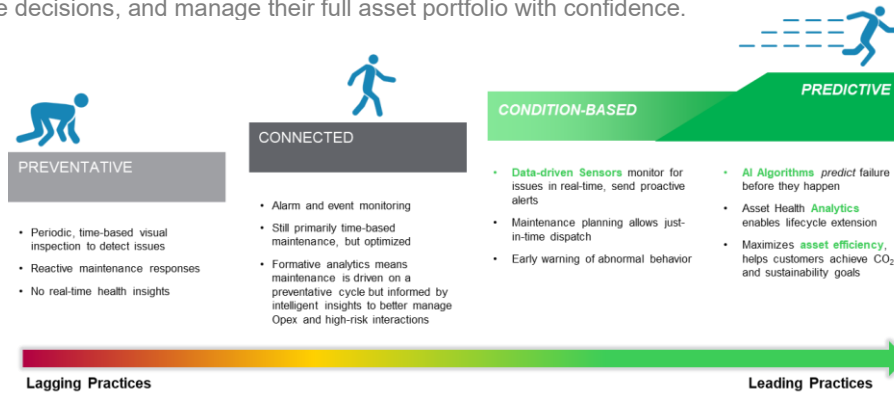 e decisions, and manage their full asset portfolio with confidence.
PREVENTATIVE
• Periodic, time-based visual
inspection to detect issues
• Reactive maintenance responses
• No real-time health insights
CONNECTED
• Alarm and event monitoring
• Still primarily time-based
maintenance, but optimized
• Formative analytics means
maintenance is driven on a
preventative cycle but informed by
intelligent insights to better manage
Opex and high-risk interactions
CONDITION-BASED
• Data-driven Sensors monitor for
issues in real-time, send proactive
alerts
• Maintenance planning allows just-
in-time dispatch
• Early warning of abnormal behavior
PREDICTIVE
• AI Algorithms predict failure
before they happen
• Asset Health Analytics
enables lifecycle extension
• Maximizes asset efficiency,
helps customers achieve CO2
and sustainability goals
Lagging Practices
Leading Practices